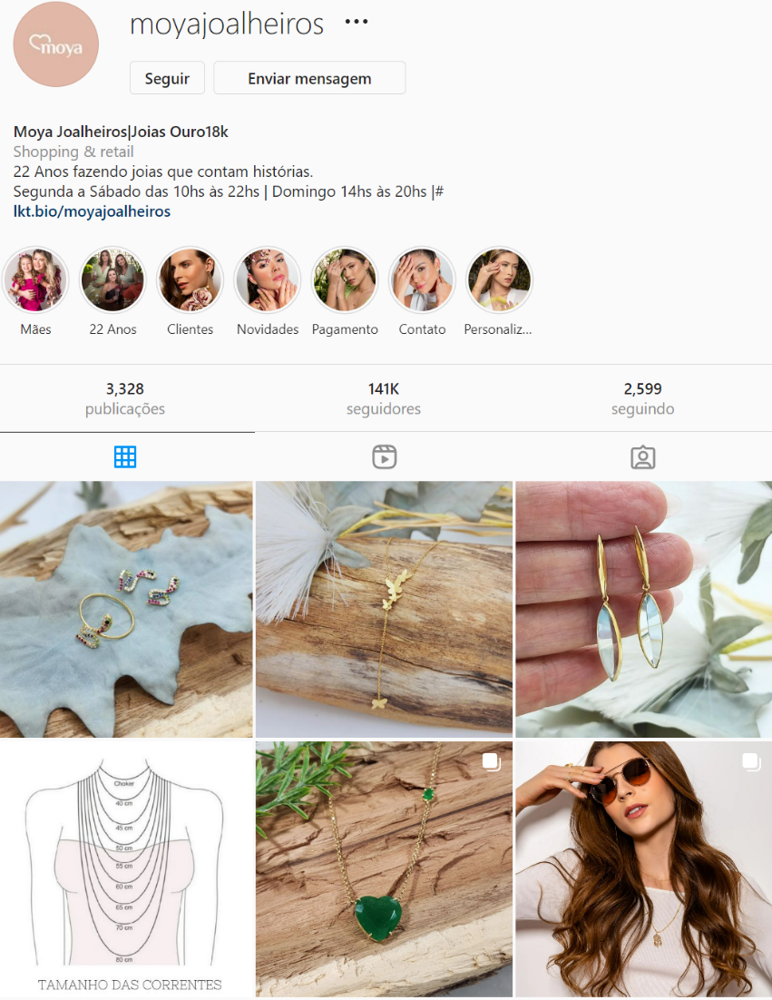 moya
moyajoalheiros
Seguir
Enviar mensagem
Moya Joalheiros|Joias Ouro18k
Shopping & retail
22 Anos fazendo joias que contam histórias.
Segunda a Sábado das 10hs às 22hs | Domingo 14hs às 20hs |#
lkt.bio/moyajoalheiros
Mães
22 Anos
Clientes
Novidades
Pagamento
Contato
Personaliz...
3,328
publicações
141K
seguidores
2,599
seguindo
Choker
40 cm
45 cm
50 cm
55 cm
60 cm
65 cm
70 cm
80 cm
TAMANHO DAS CORRENTES